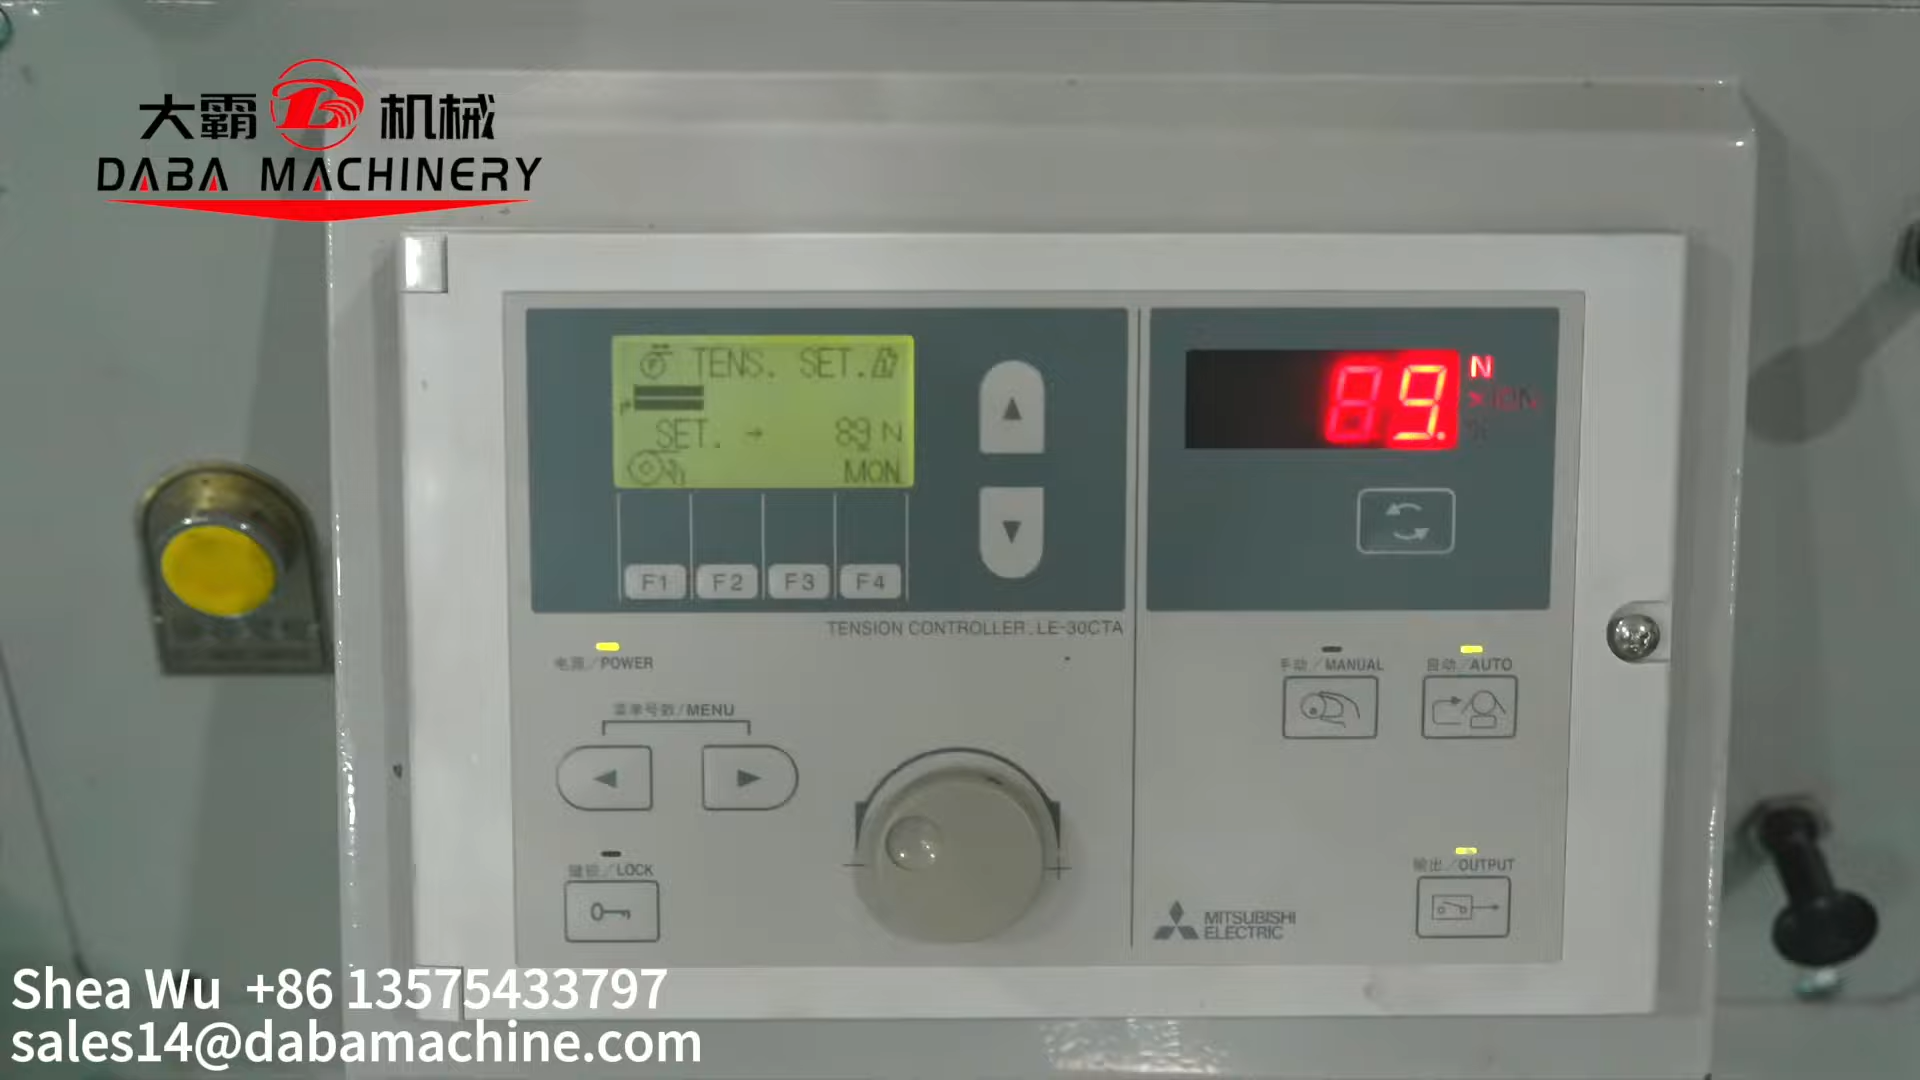 大霸机械
DABA MACHINERY
TENS. SET.
SET. → 89 N
MON
89. N
F1 F2 F3 F4
TENSION CONTROLLER. LE-30CTA
电源/POWER
手动/MANUAL
自动/AUTO
菜单号数/MENU
键锁/LOCK
输出/OUTPUT
- +
MITSUBISHI
ELECTRIC
Shea Wu +86 13575433797
sales14@dabamachine.com